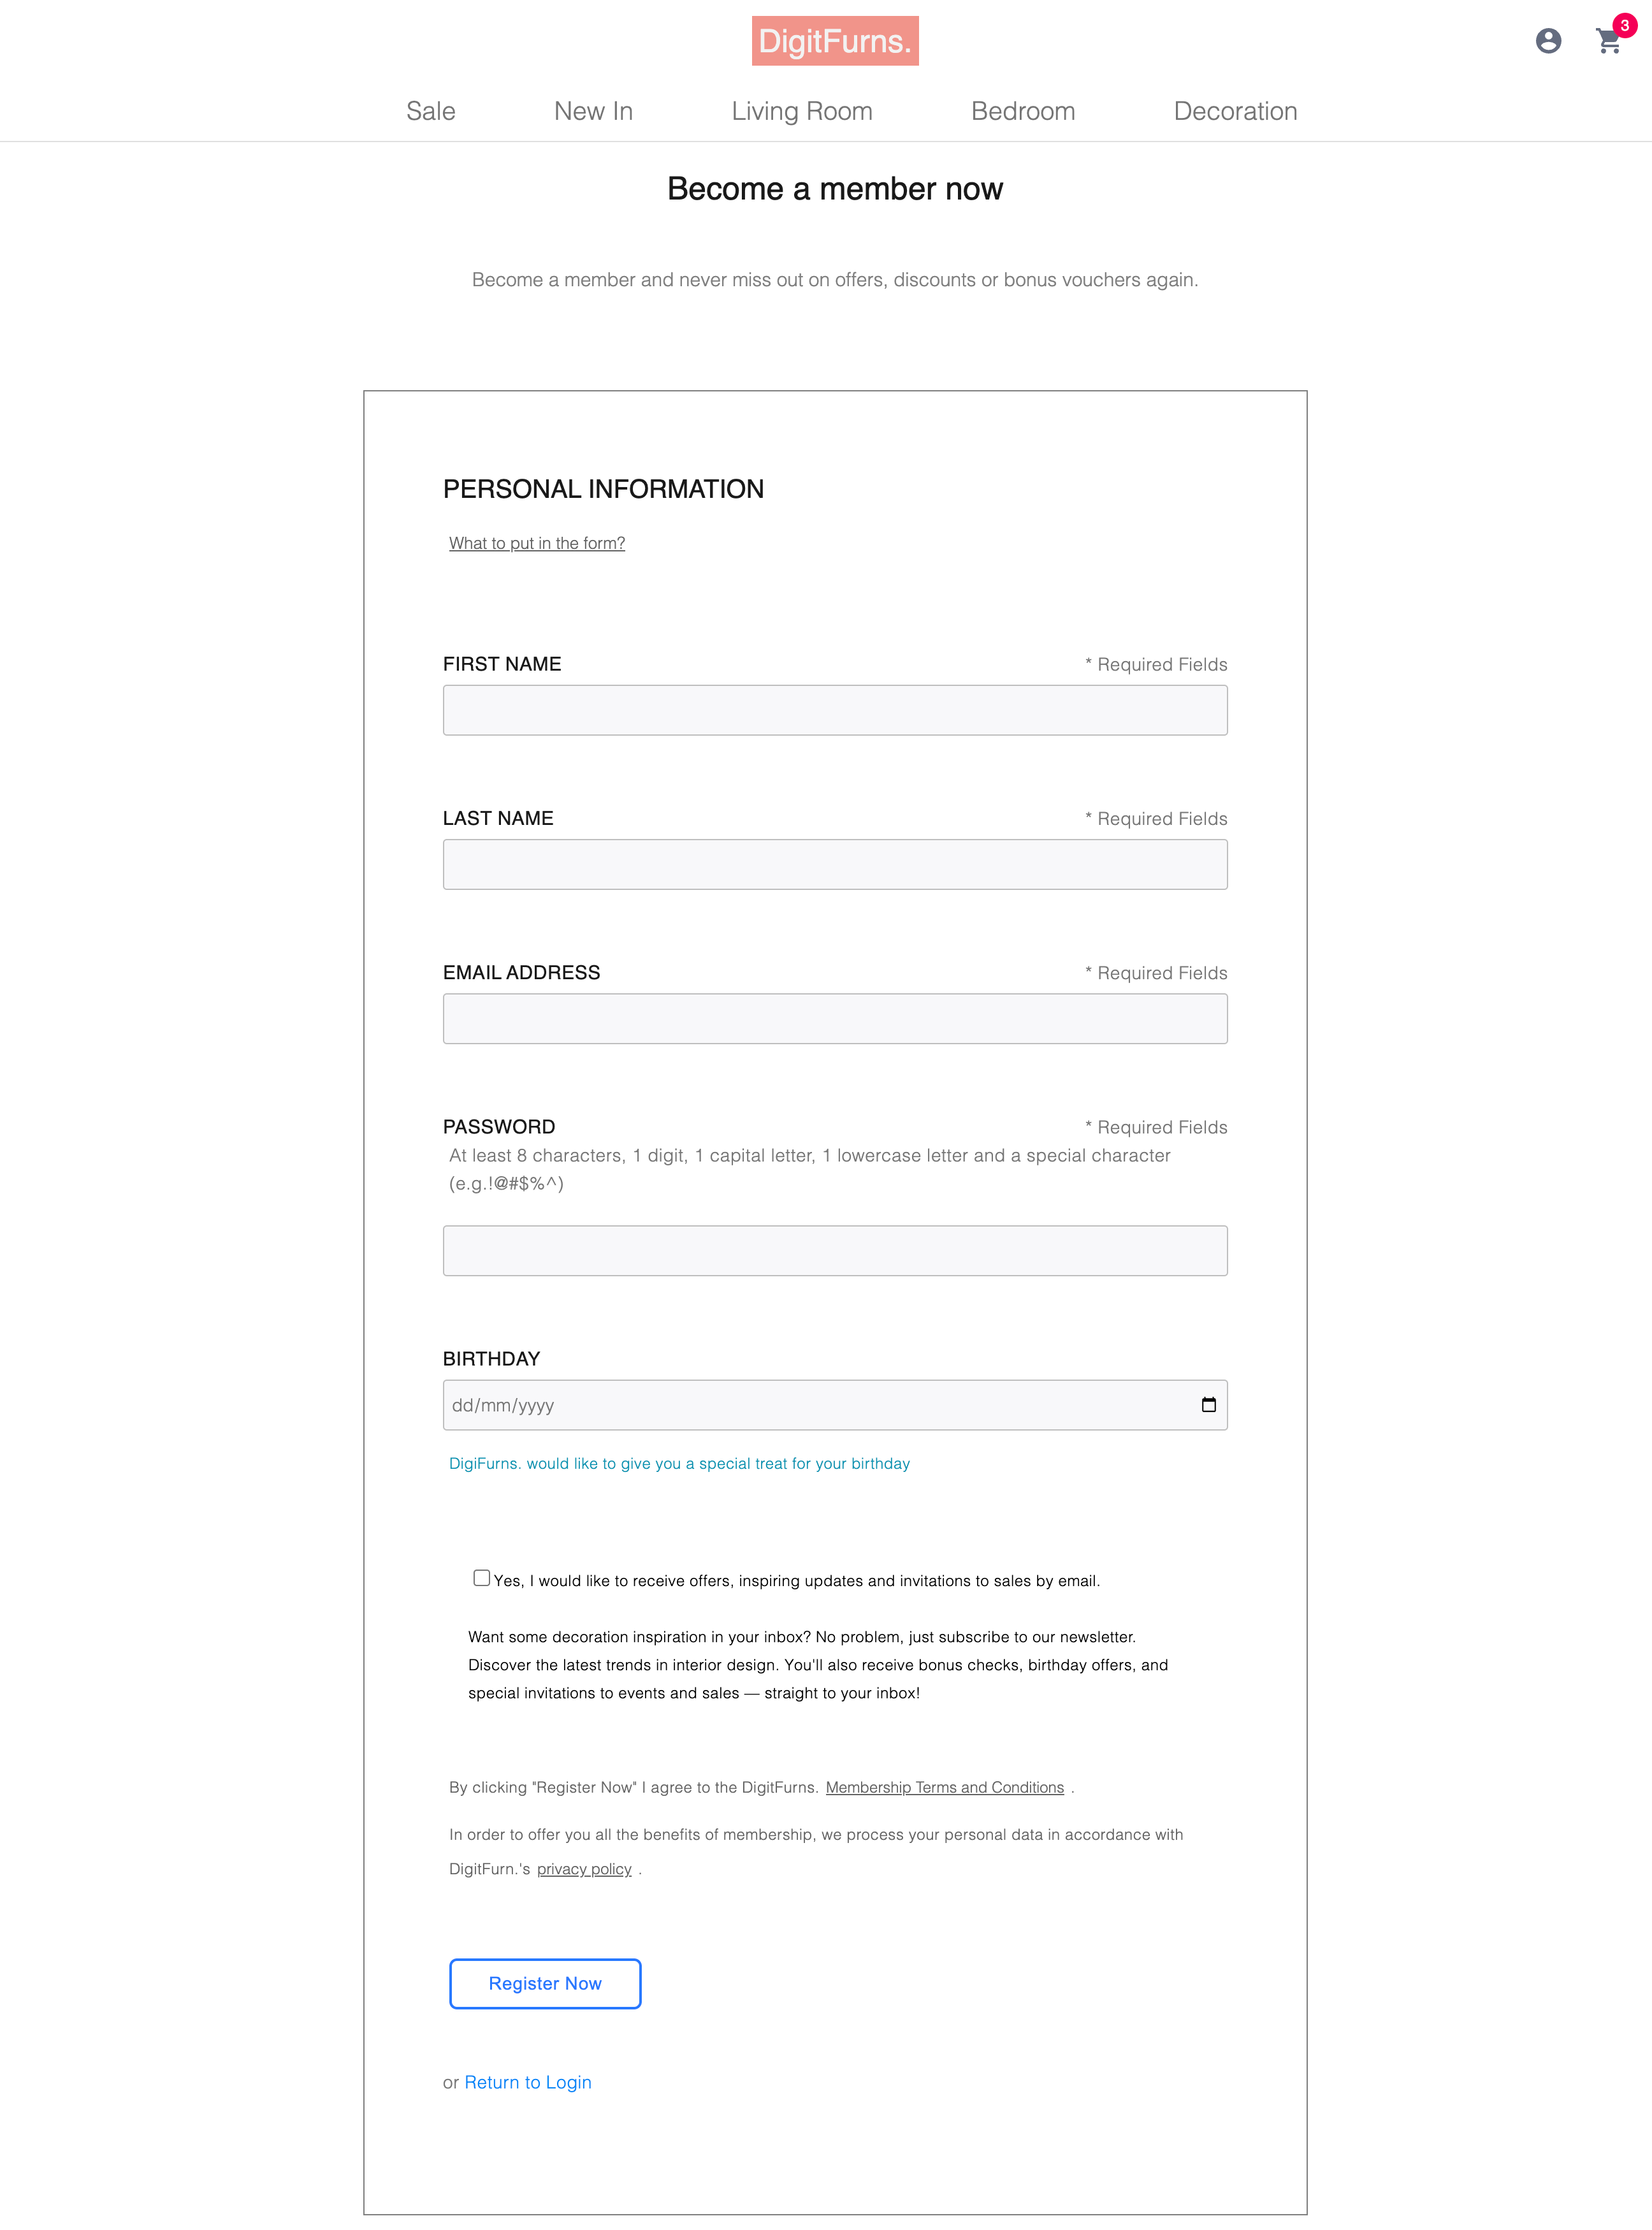 DigitFurns.
3
Sale New In Living Room Bedroom Decoration
Become a member now
Become a member and never miss out on offers, discounts or bonus vouchers again.
PERSONAL INFORMATION
What to put in the form?
FIRST NAME * Required Fields
LAST NAME * Required Fields
EMAIL ADDRESS * Required Fields
PASSWORD * Required Fields
At least 8 characters, 1 digit, 1 capital letter, 1 lowercase letter and a special character
(e.g.!@#$%^)
BIRTHDAY
dd/mm/yyyy
DigiFurns. would like to give you a special treat for your birthday
Yes, I would like to receive offers, inspiring updates and invitations to sales by email.
Want some decoration inspiration in your inbox? No problem, just subscribe to our newsletter.
Discover the latest trends in interior design. You'll also receive bonus checks, birthday offers, and
special invitations to events and sales — straight to your inbox!
By clicking "Register Now" I agree to the DigitFurns. Membership Terms and Conditions .
In order to offer you all the benefits of membership, we process your personal data in accordance with
DigitFurn.'s privacy policy .
Register Now
or Return to Login